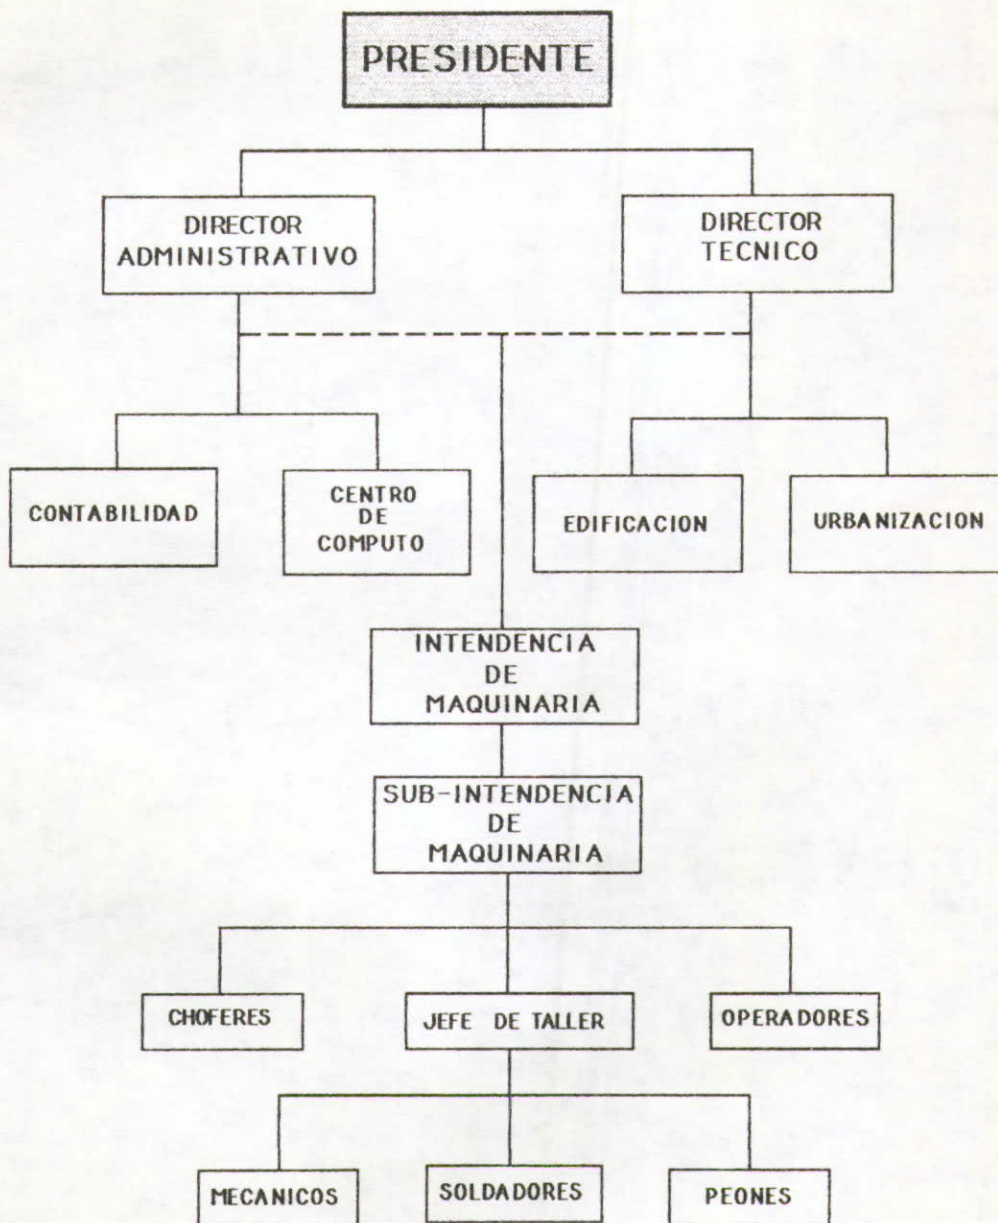 PRESIDENTE
DIRECTOR
ADMINISTRATIVO
DIRECTOR
TECNICO
CONTABILIDAD
CENTRO
DE
COMPUTO
EDIFICACION
URBANIZACION
INTENDENCIA
DE
MAQUINARIA
SUB-INTENDENCIA
DE
MAQUINARIA
CHOFERES
JEFE DE TALLER
OPERADORES
MECANICOS
SOLDADORES
PEONES